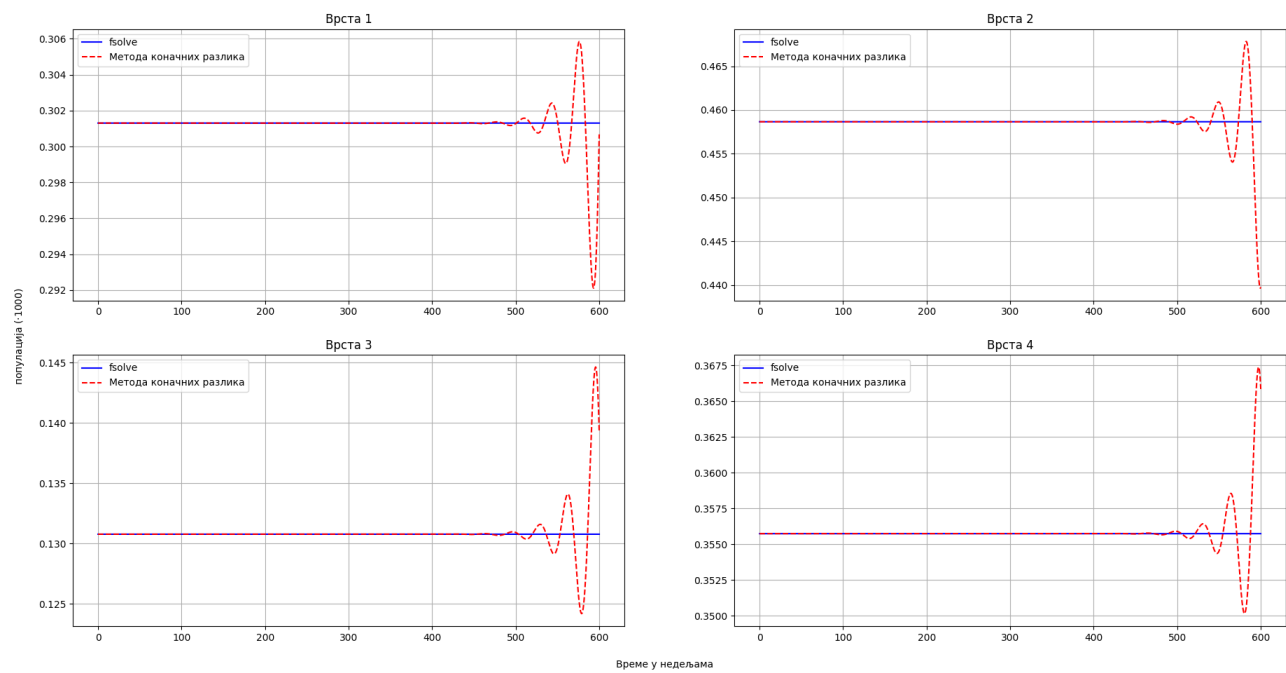 Врста 1
0.306
0.304
0.302
0.300
0.298
0.296
0.294
0.292
0 100 200 300 400 500 600
fsolve
Метода коначних разлика
Врста 2
0.465
0.460
0.455
0.450
0.445
0.440
0 100 200 300 400 500 600
fsolve
Метода коначних разлика
популација (·1000)
Врста 3
0.145
0.140
0.135
0.130
0.125
0 100 200 300 400 500 600
fsolve
Метода коначних разлика
Врста 4
0.3675
0.3650
0.3625
0.3600
0.3575
0.3550
0.3525
0.3500
0 100 200 300 400 500 600
fsolve
Метода коначних разлика
Време у недељама